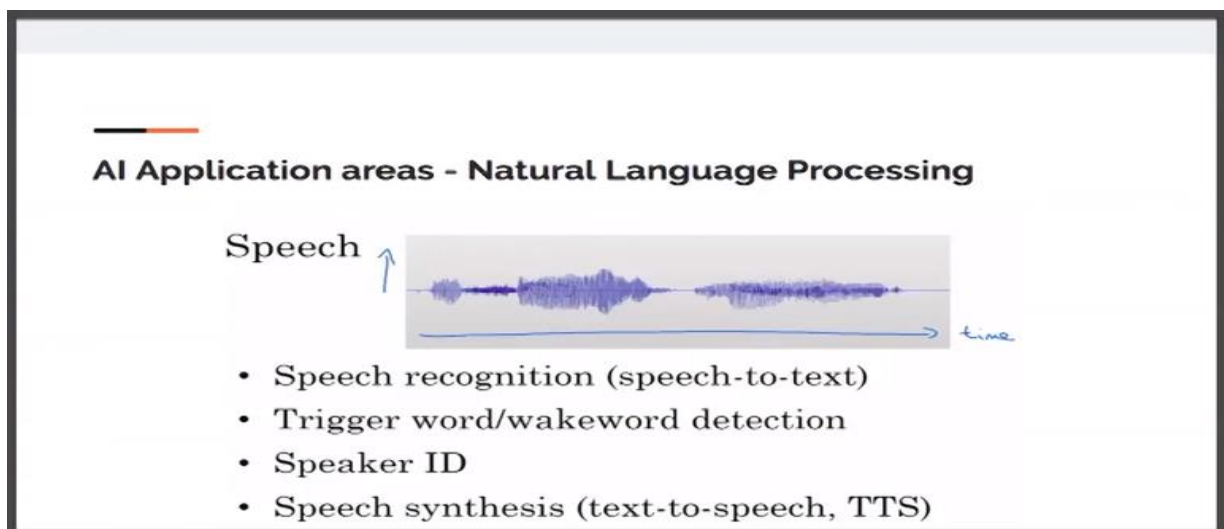 AI Application areas - Natural Language Processing
Speech
time
• Speech recognition (speech-to-text)
• Trigger word/wakeword detection
• Speaker ID
• Speech synthesis (text-to-speech, TTS)